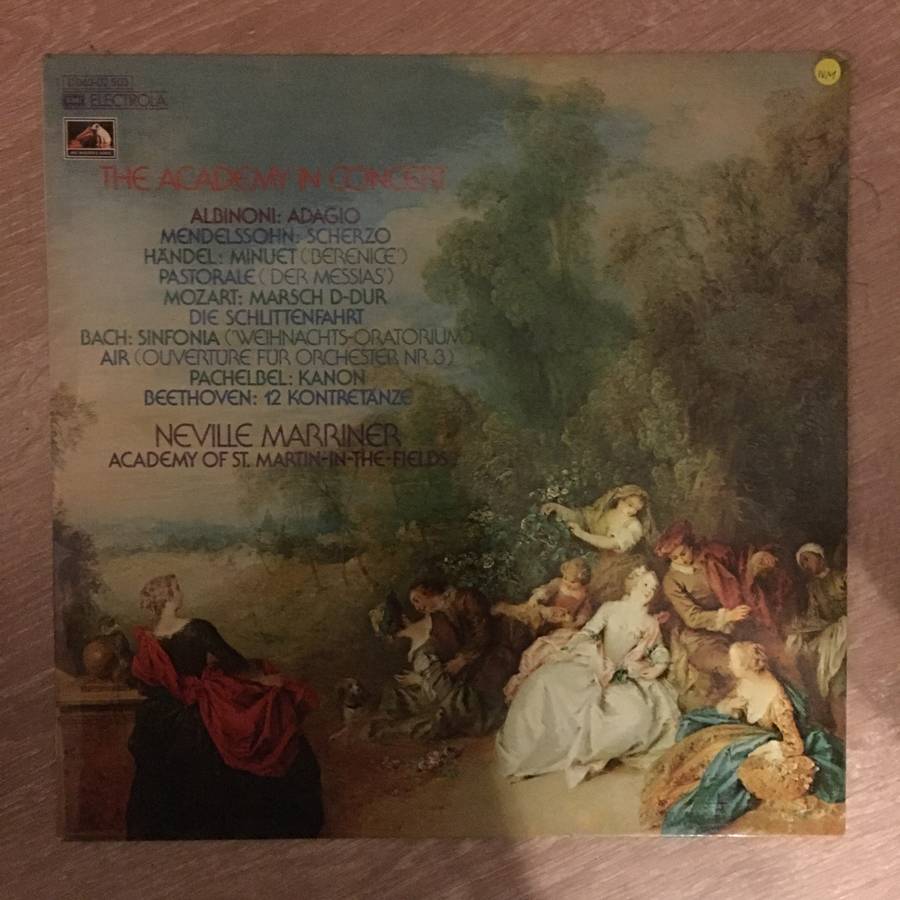 EMI ELECTROLA
THE ACADEMY IN CONCERT
ALBINONI: ADAGIO
MENDELSSOHN: SCHERZO
HÄNDEL: MINUET ('BERENICE')
PASTORALE ('DER MESSIAS')
MOZART: MARSCH D-DUR
DIE SCHLITTENFAHRT
BACH: SINFONIA ('WEIHNACHTS-ORATORIUM')
AIR (OUVERTÜRE FÜR ORCHESTER NR.3)
PACHELBEL: KANON
BEETHOVEN: 12 KONTRETÄNZE
NEVILLE MARRINER
ACADEMY OF ST. MARTIN-IN-THE-FIELDS